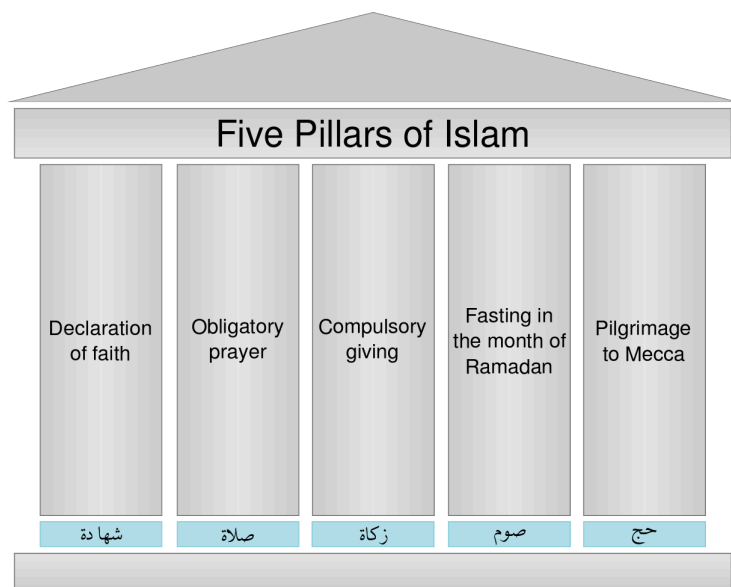 Five Pillars of Islam
Declaration
of faith
Obligatory
prayer
Compulsory
giving
Fasting in
the month of
Ramadan
Pilgrimage
to Mecca
شهادة
صلاة
زكاة
صوم
حج